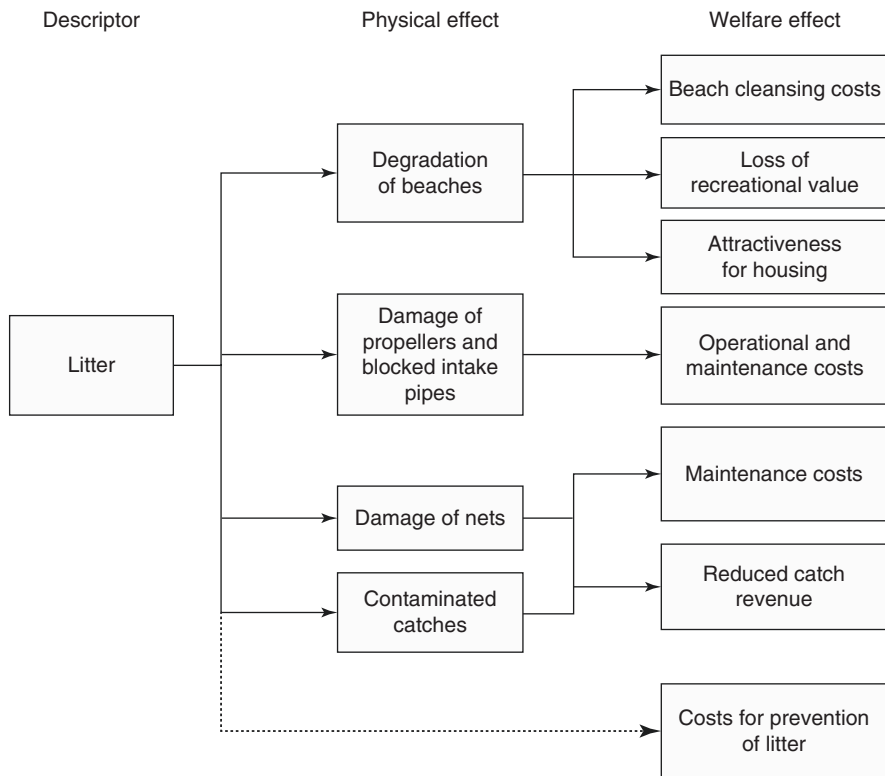 Descriptor
Physical effect
Welfare effect
Beach cleansing costs
Degradation
of beaches
Loss of
recreational value
Attractiveness
for housing
Litter
Damage of
propellers and
blocked intake
pipes
Operational and
maintenance costs
Damage of nets
Maintenance costs
Contaminated
catches
Reduced catch
revenue
Costs for prevention
of litter